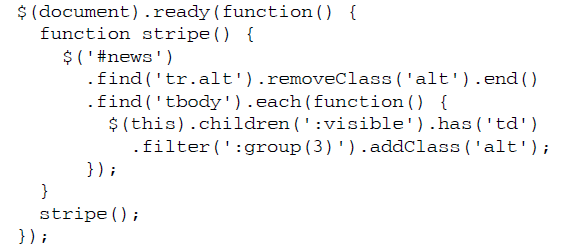 $(document).ready(function() {
  function stripe() {
    $('#news')
      .find('tr.alt').removeClass('alt').end()
      .find('tbody').each(function() {
        $(this).children(':visible').has('td')
          .filter(':group(3)').addClass('alt');
      });
  }
  stripe();
});